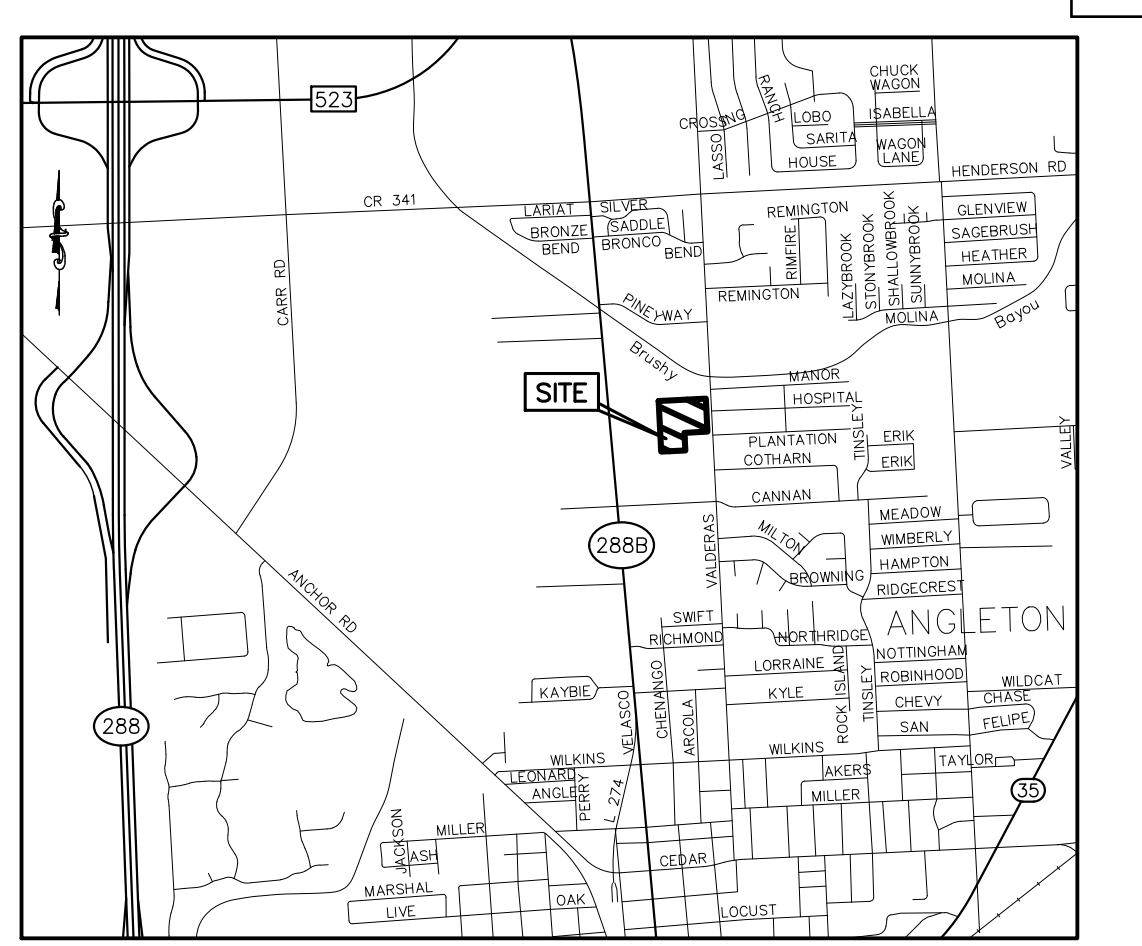 523
CHUCK
WAGON
RANCH
CROSSNG
LOBO
ISABELLA
LASSO
SARITA
WAGON
LANE
HOUSE
HENDERSON RD
CR 341
LARIAT
SILVER
REMINGTON
GLENVIEW
BRONZE
SADDLE
SAGEBRUSH
BEND
BRONCO
BEND
RIMFIRE
HEATHER
CARR RD
LAZYBROOK
STONYBROOK
SHALLOWBROOK
SUNNYBROOK
MOLINA
REMINGTON
PINEYWAY
MOLINA
Bayou
Brushy
SITE
MANOR
HOSPITAL
TINSLEY
PLANTATION
ERIK
VALLEY
COTHARN
ERIK
CANNAN
288B
VALDERAS
MILTON
MEADOW
WIMBERLY
HAMPTON
BROWNING
RIDGECREST
ANCHOR RD
SWIFT
ANGLETON
RICHMOND
NORTHRIDGE
NOTTINGHAM
LORRAINE
ROCK ISLAND
TINSLEY
ROBINHOOD
WILDCAT
KAYBIE
KYLE
CHEVY
CHASE
288
VELASCO
CHENANGO
ARCOLA
SAN
FELIPE
WILKINS
WILKINS
TAYLOR
LEONARD
AKERS
ANGLE
PERRY
L 274
MILLER
35
JACKSON
MILLER
ASH
CEDAR
MARSHAL
LIVE
OAK
LOCUST